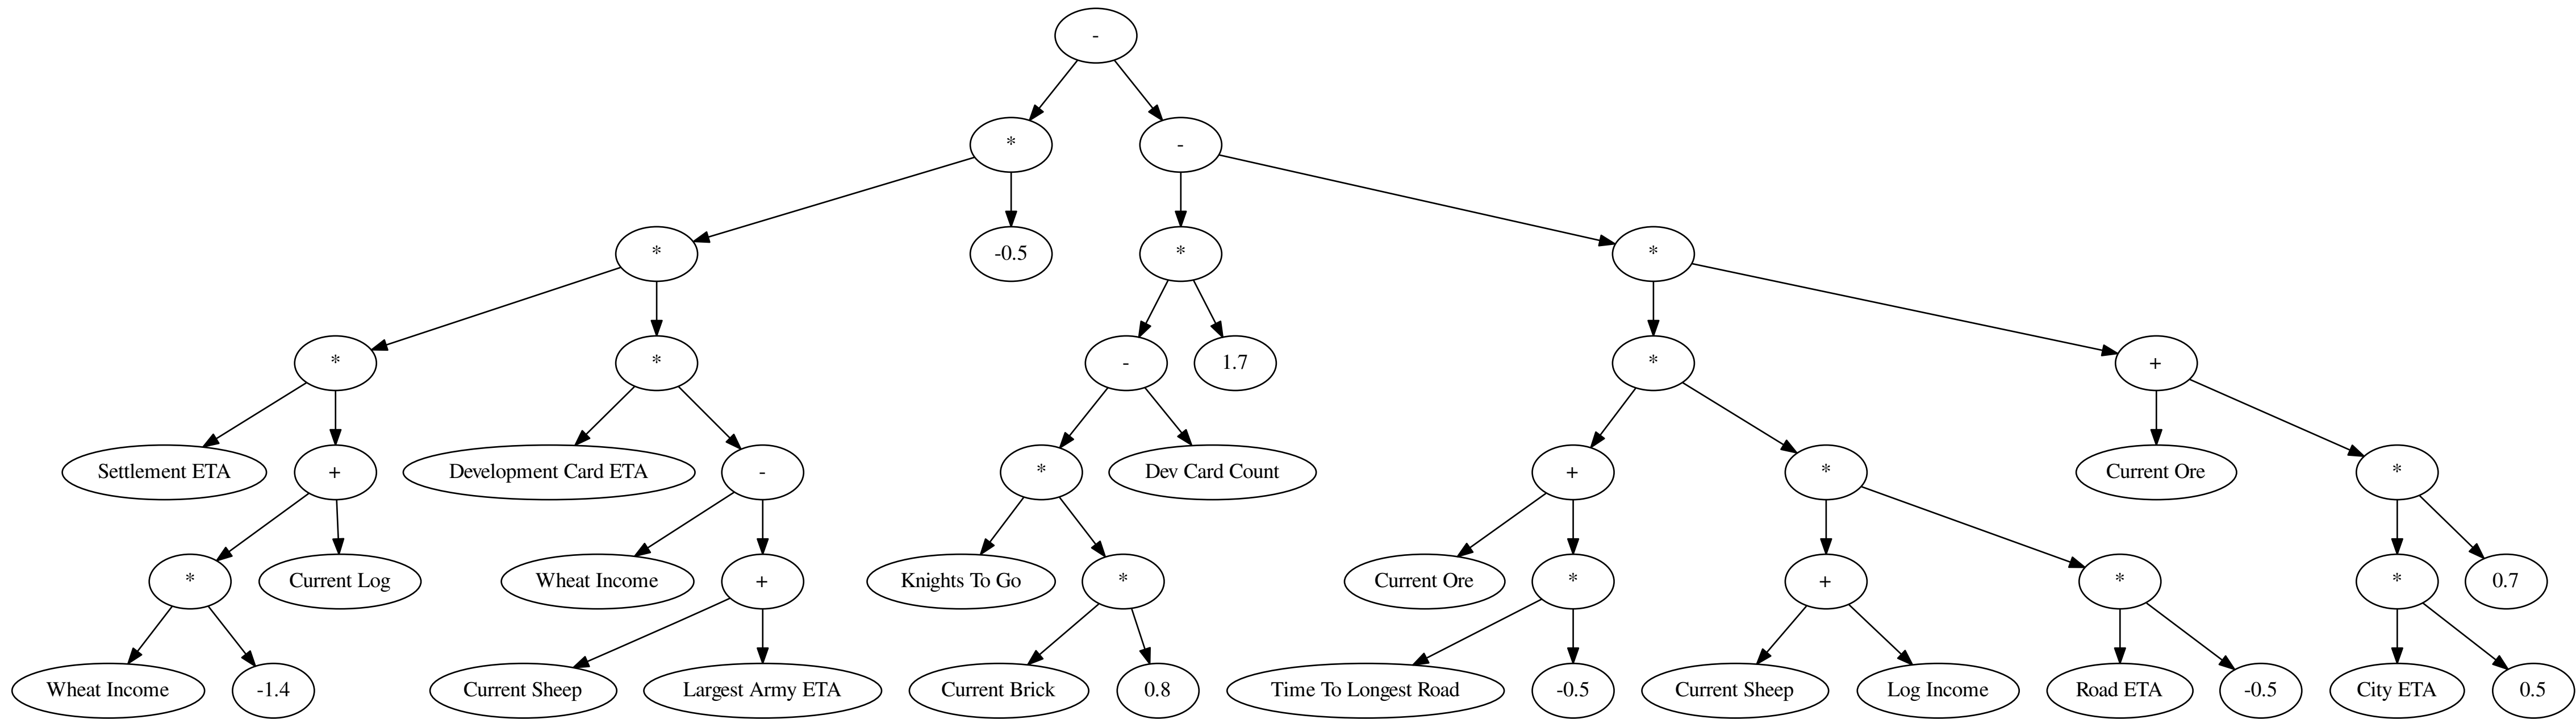 -
* -
* -0.5 * *
* * - 1.7 * +
Settlement ETA + Development Card ETA - * Dev Card Count + * Current Ore *
* Current Log Wheat Income + Knights To Go * Current Ore * + * * 0.7
Wheat Income -1.4 Current Sheep Largest Army ETA Current Brick 0.8 Time To Longest Road -0.5 Current Sheep Log Income Road ETA -0.5 City ETA 0.5